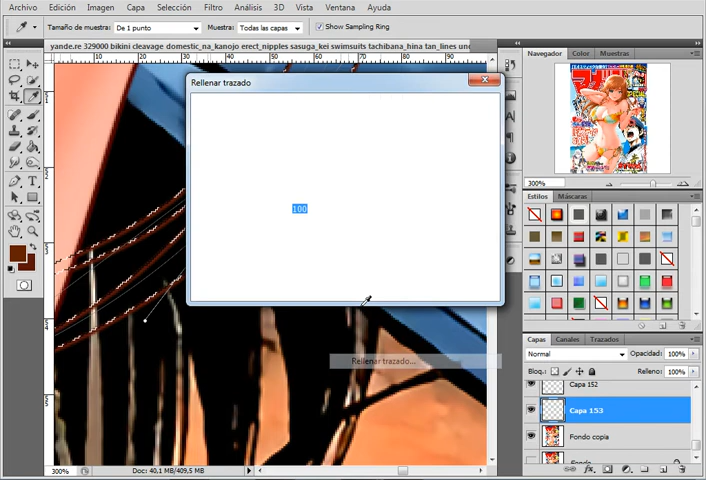 Archivo Edición Imagen Capa Selección Filtro Análisis 3D Vista Ventana Ayuda
Tamaño de muestra: De 1 punto Muestra: Todas las capas Show Sampling Ring
yande.re 329000 bikini cleavage domestic_na_kanojo erect_nipples sasuga_kei swimsuits tachibana_hina tan_lines
Rellenar trazado
100
Rellenar trazado...
Navegador Color Muestras
300%
Estilos Máscaras
Capas Canales Trazados
Normal Opacidad: 100%
Bloq.: Relleno: 100%
Capa 152
Capa 153
Fondo copia
Fondo
300% Doc: 40,1 MB/409,5 MB